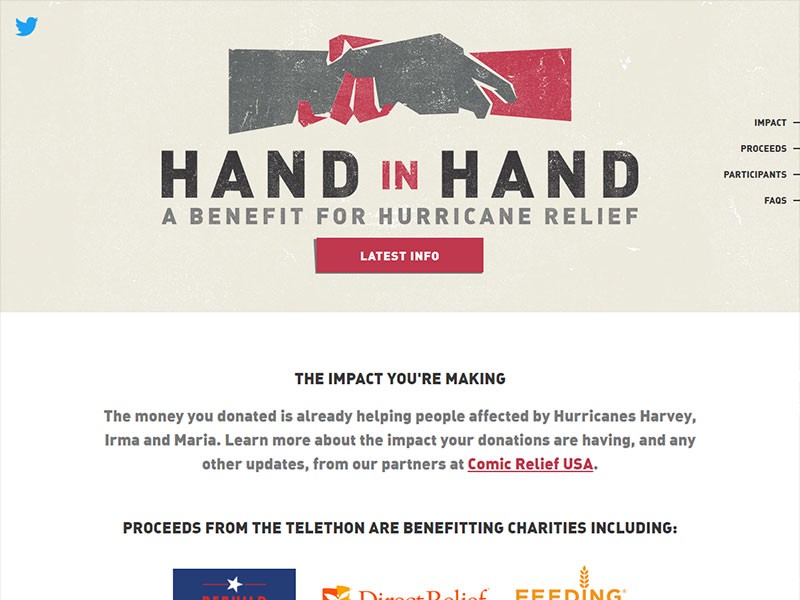 IMPACT
PROCEEDS
PARTICIPANTS
FAQS
HAND IN HAND
A BENEFIT FOR HURRICANE RELIEF
LATEST INFO
THE IMPACT YOU'RE MAKING
The money you donated is already helping people affected by Hurricanes Harvey,
Irma and Maria. Learn more about the impact your donations are having, and any
other updates, from our partners at Comic Relief USA.
PROCEEDS FROM THE TELETHON ARE BENEFITTING CHARITIES INCLUDING:
REBUILD
DirectRelief
FEEDING